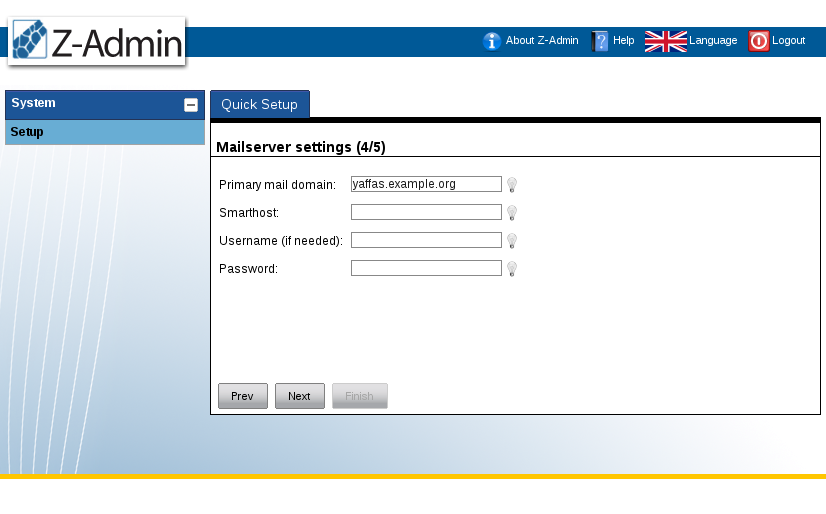 Z-Admin
About Z-Admin Help Language Logout
System
Setup
Quick Setup
Mailserver settings (4/5)
Primary mail domain: yaffas.example.org
Smarthost:
Username (if needed):
Password:
Prev Next Finish